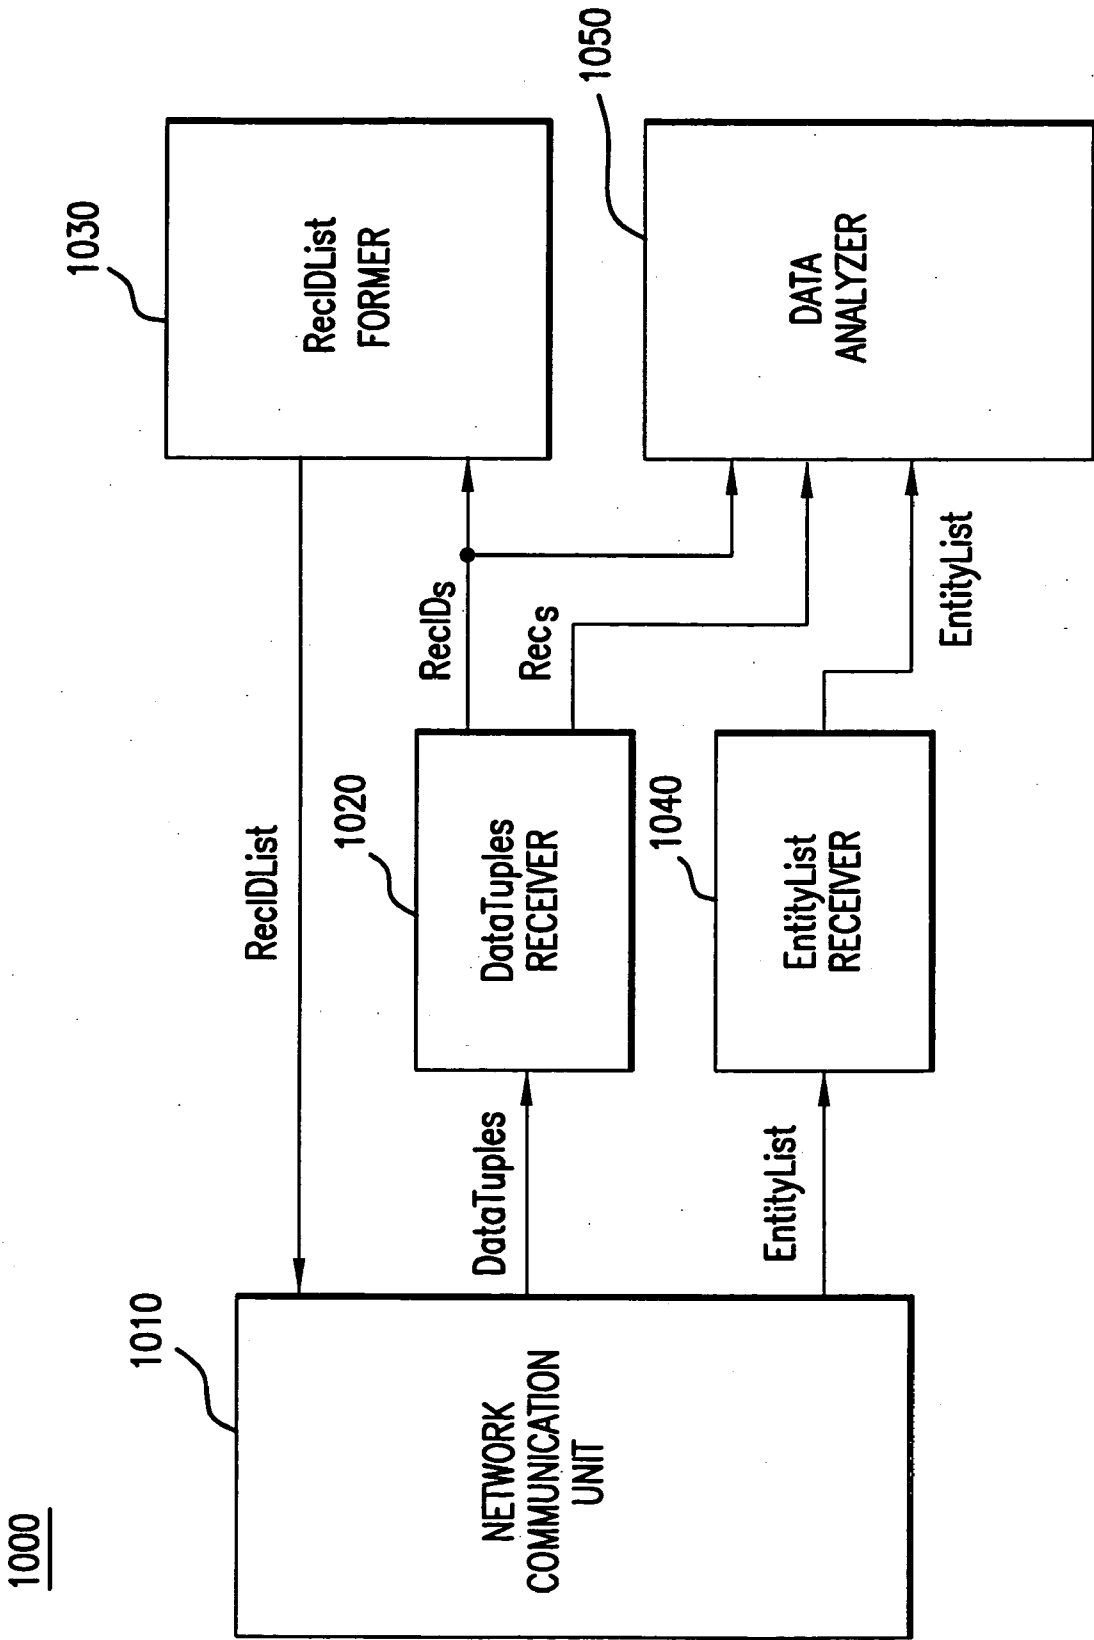 1000
1010
NETWORK
COMMUNICATION
UNIT
RecIDList
1030
RecIDList
FORMER
DataTuples
1020
DataTuples
RECEIVER
RecIDs
Recs
EntityList
1040
EntityList
RECEIVER
EntityList
1050
DATA
ANALYZER